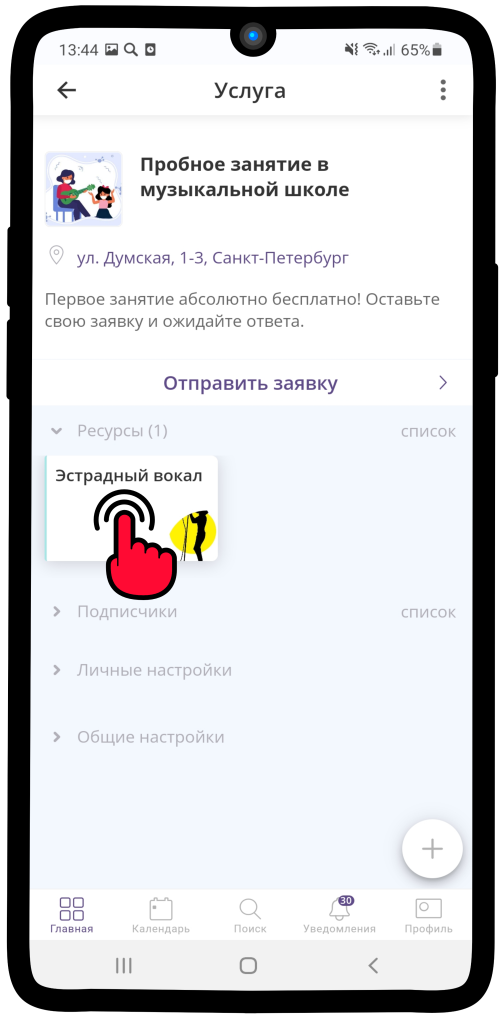 13:44 65%
Услуга
Пробное занятие в
музыкальной школе
ул. Думская, 1-3, Санкт-Петербург
Первое занятие абсолютно бесплатно! Оставьте
свою заявку и ожидайте ответа.
Отправить заявку
Ресурсы (1) список
Эстрадный вокал
Подписчики список
Личные настройки
Общие настройки
30
Главная Календарь Поиск Уведомления Профиль